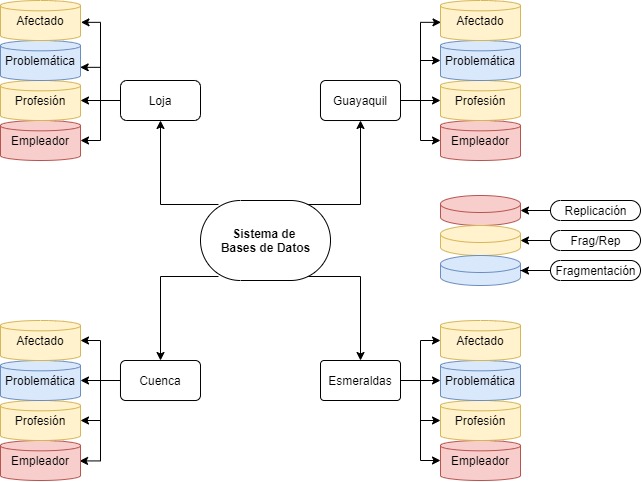 Afectado
Problemática
Profesión
Empleador
Loja
Guayaquil
Afectado
Problemática
Profesión
Empleador
Sistema de
Bases de Datos
Replicación
Frag/Rep
Fragmentación
Afectado
Problemática
Profesión
Empleador
Cuenca
Esmeraldas
Afectado
Problemática
Profesión
Empleador